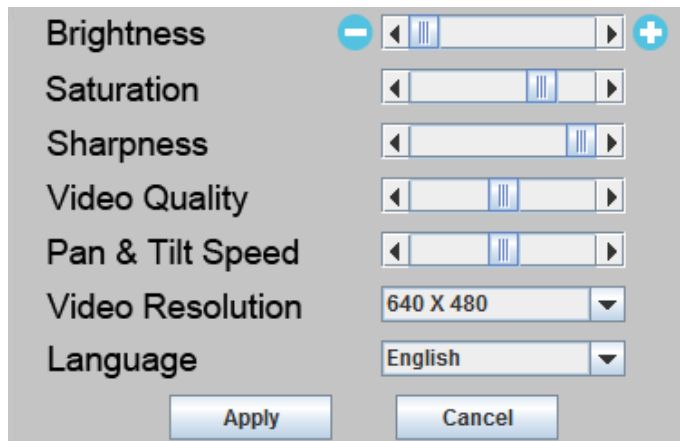 Brightness
Saturation
Sharpness
Video Quality
Pan & Tilt Speed
Video Resolution 640 X 480
Language English
Apply Cancel